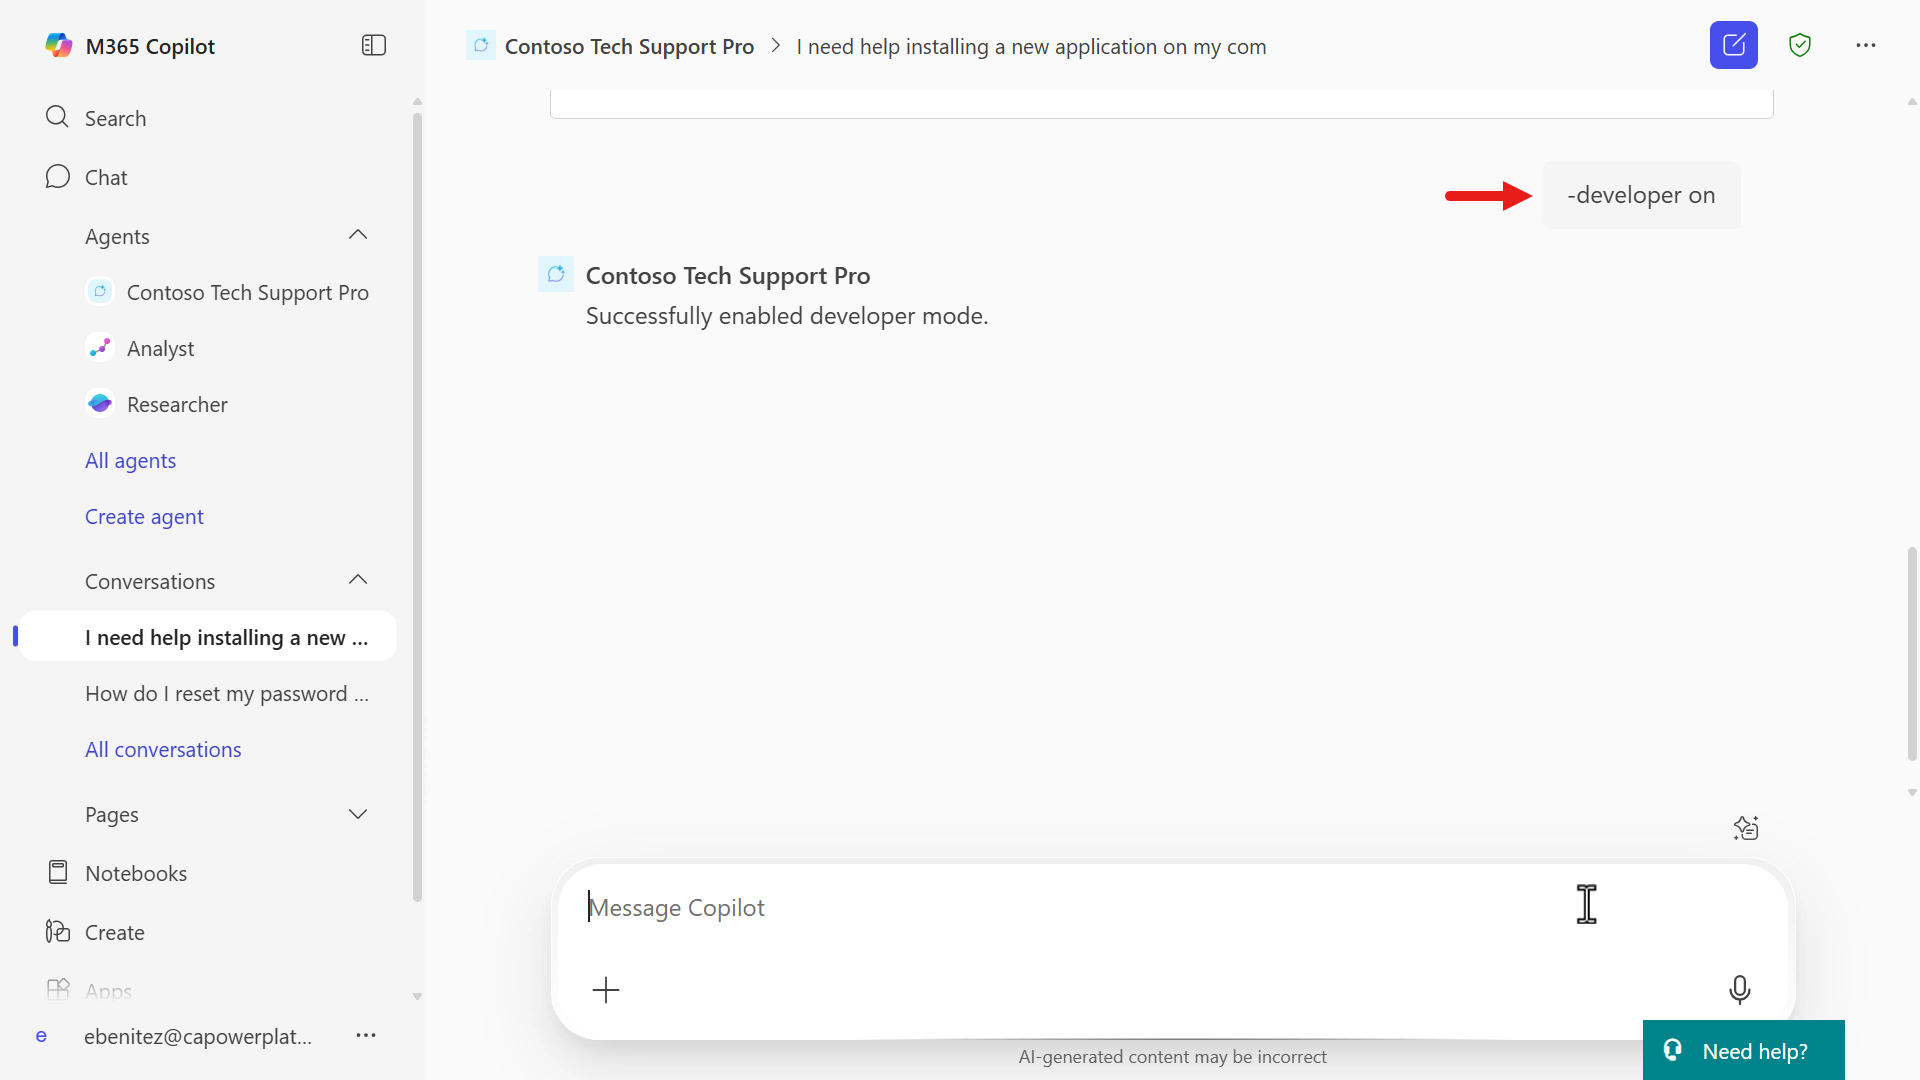 M365 Copilot
Search
Chat
Agents
Contoso Tech Support Pro
Analyst
Researcher
All agents
Create agent
Conversations
I need help installing a new ...
How do I reset my password ...
All conversations
Pages
Notebooks
Create
Apps
e
ebenitez@capowerplat...
Contoso Tech Support Pro > I need help installing a new application on my com
-developer on
Contoso Tech Support Pro
Successfully enabled developer mode.
Message Copilot
AI-generated content may be incorrect
Need help?